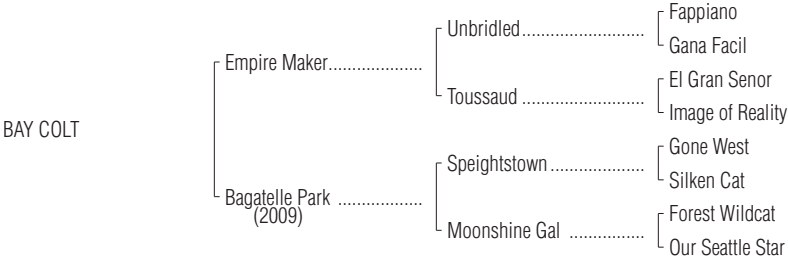 Fappiano
Unbridled......................
Gana Facil
Empire Maker...................
El Gran Senor
Toussaud ......................
Image of Reality
BAY COLT
Gone West
Speightstown .................
Silken Cat
Bagatelle Park .................
(2009)
Forest Wildcat
Moonshine Gal ..............
Our Seattle Star